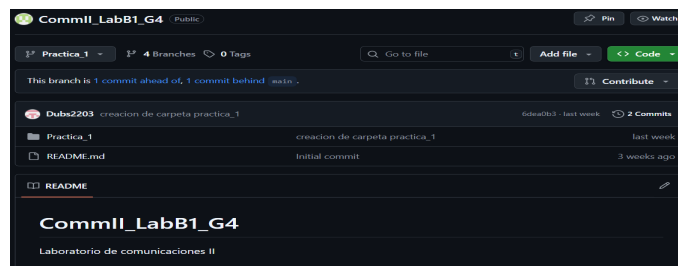 CommII_LabB1_G4 Public Pin Watch
Practica_1 4 Branches 0 Tags Go to file t Add file Code
This branch is 1 commit ahead of, 1 commit behind main . Contribute
Dubs2203 creacion de carpeta practica_1 6dea0b3 · last week 2 Commits
Practica_1 creacion de carpeta practica_1 last week
README.md Initial commit 3 weeks ago
README
CommII_LabB1_G4
Laboratorio de comunicaciones II